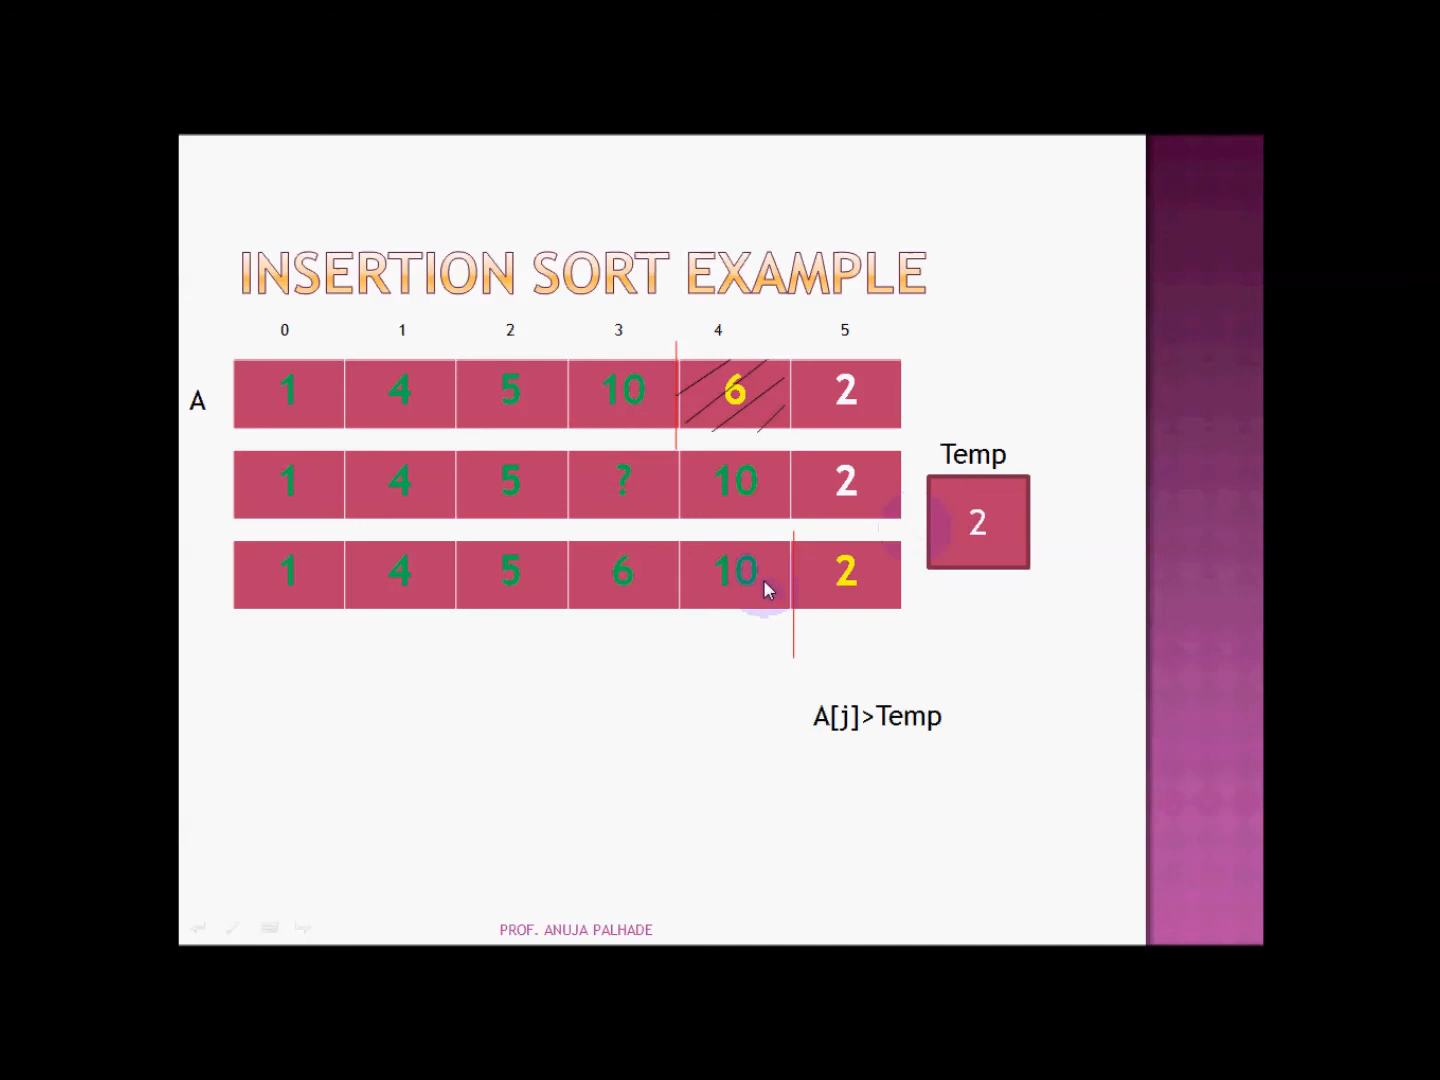 INSERTION SORT EXAMPLE
0 1 2 3 4 5
A 1 4 5 10 6 2
Temp
1 4 5 ? 10 2
2
1 4 5 6 10 2
A[j]>Temp
PROF. ANUJA PALHADE